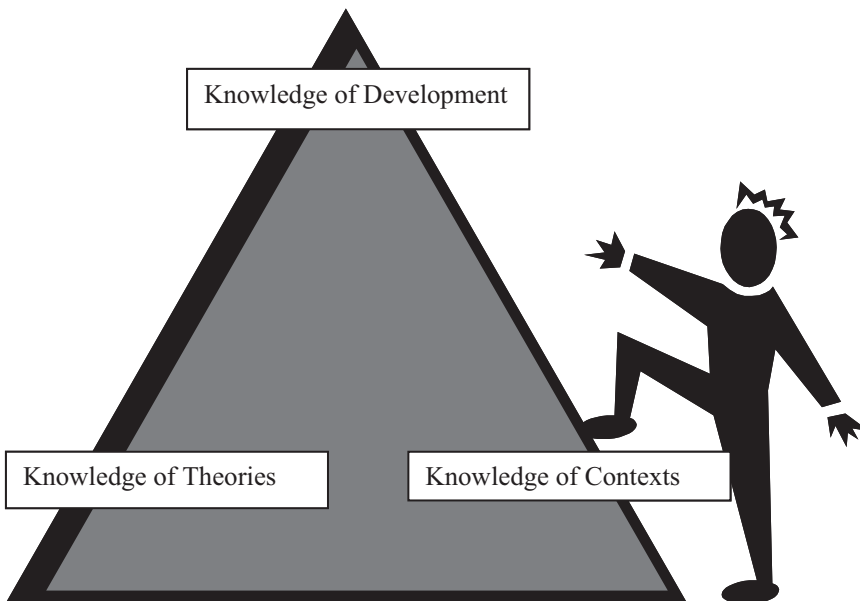 Knowledge of Development
Knowledge of Theories
Knowledge of Contexts